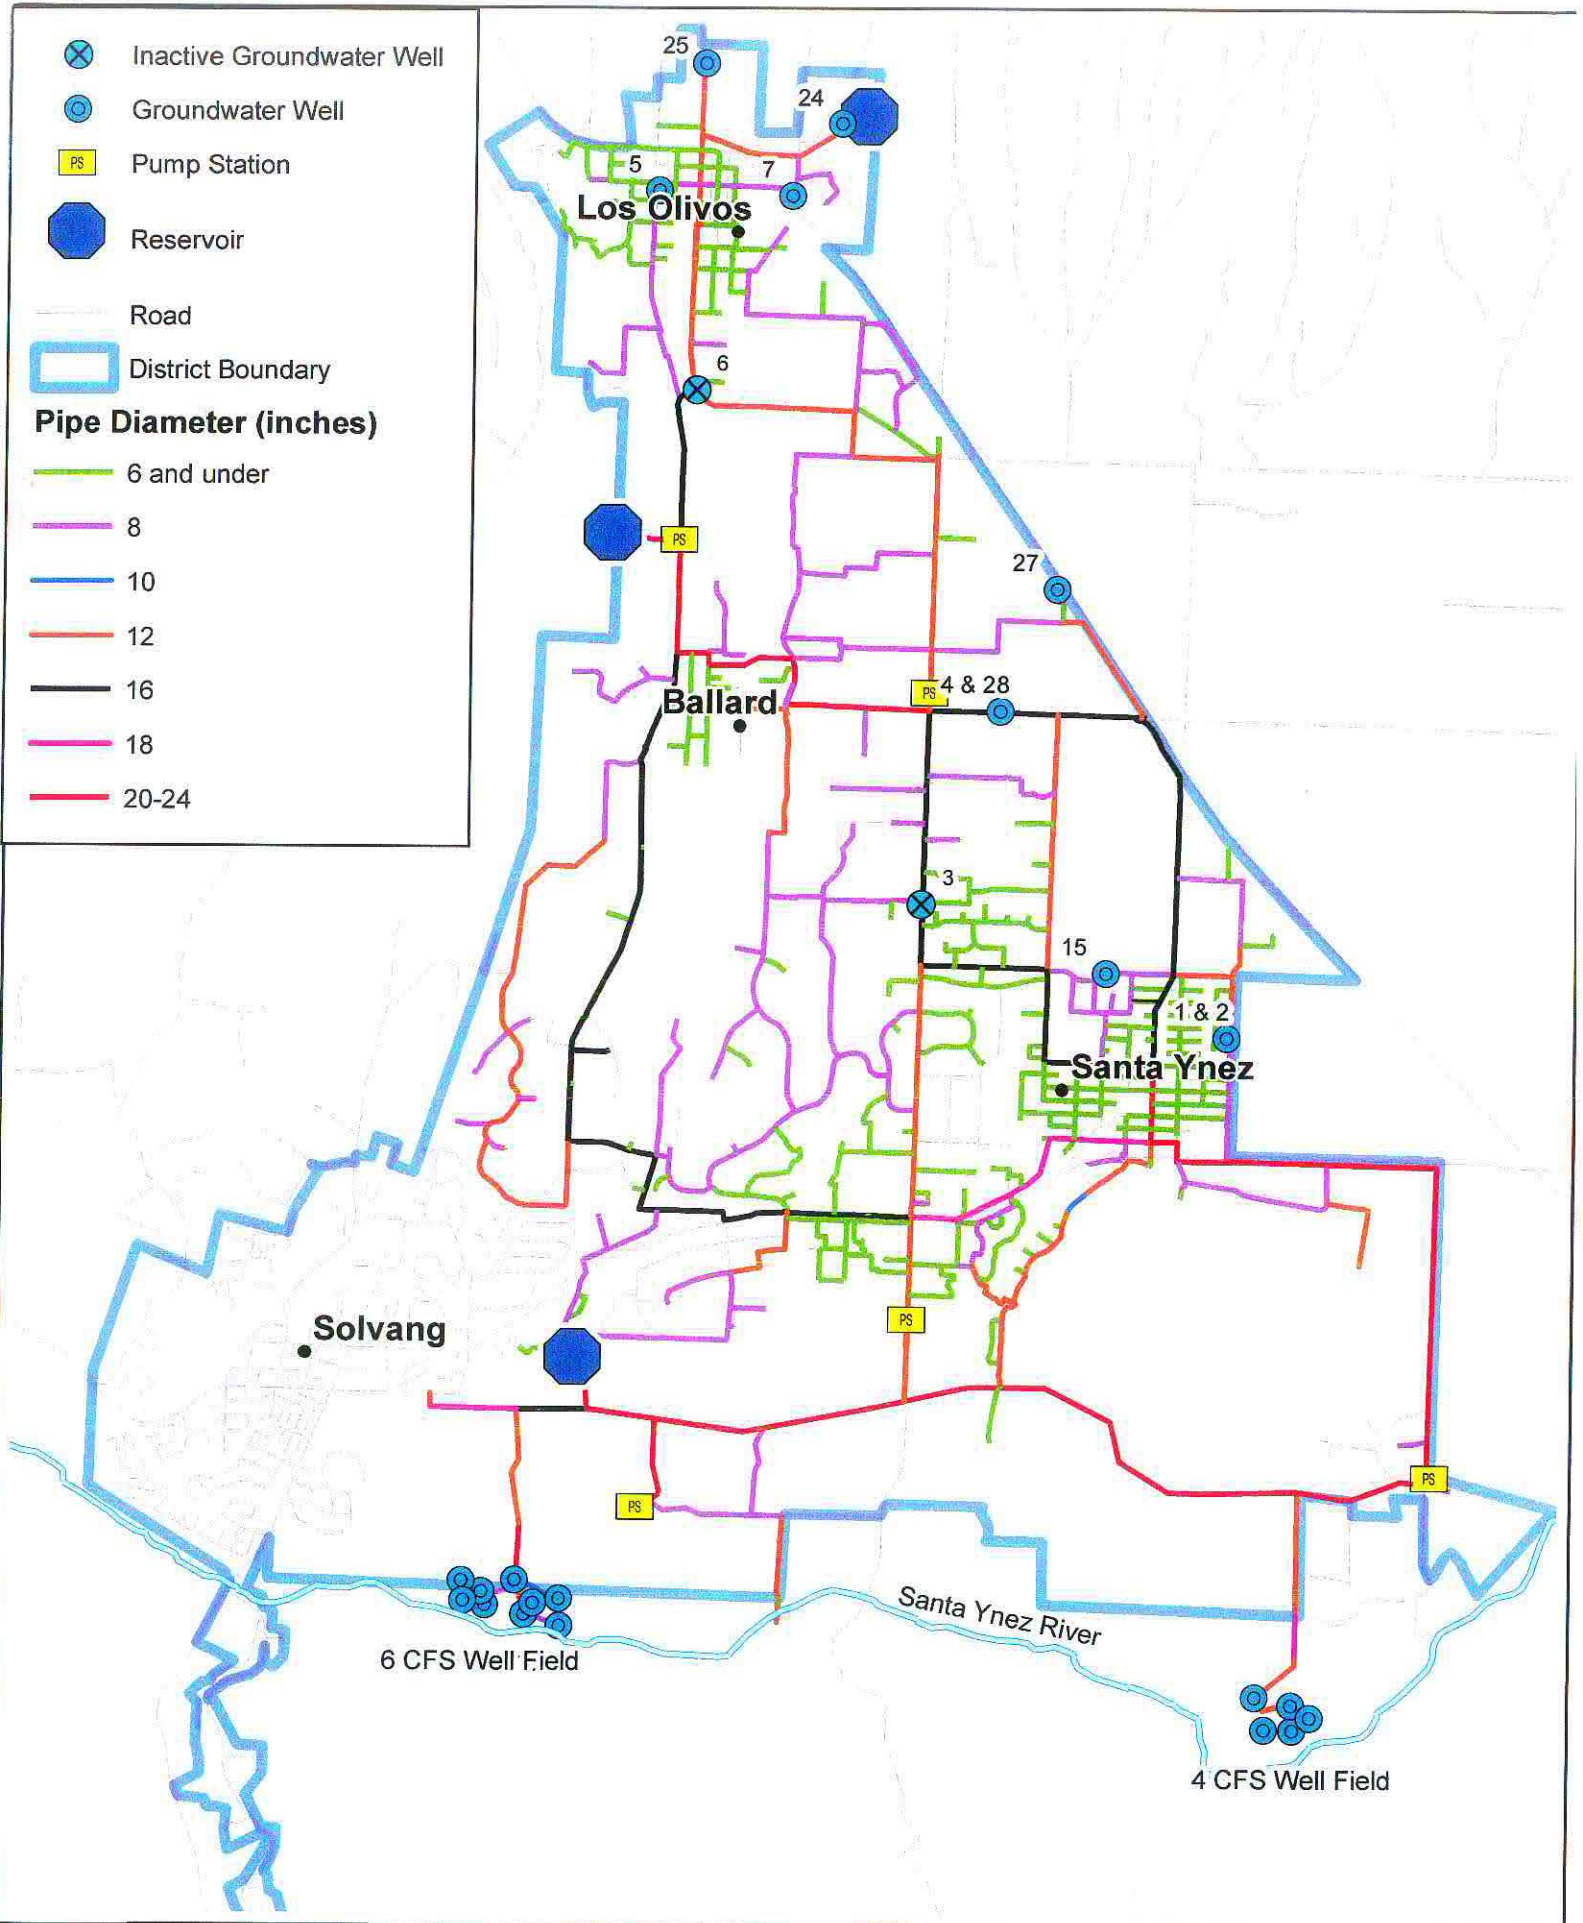 Inactive Groundwater Well
Groundwater Well
PS Pump Station
Reservoir
Road
District Boundary
Pipe Diameter (inches)
6 and under
8
10
12
16
18
20-24
25
24
5
7
Los Olivos
6
PS
27
PS 4 & 28
Ballard
3
15
1 & 2
Santa Ynez
PS
Solvang
PS
PS
Santa Ynez River
6 CFS Well Field
4 CFS Well Field